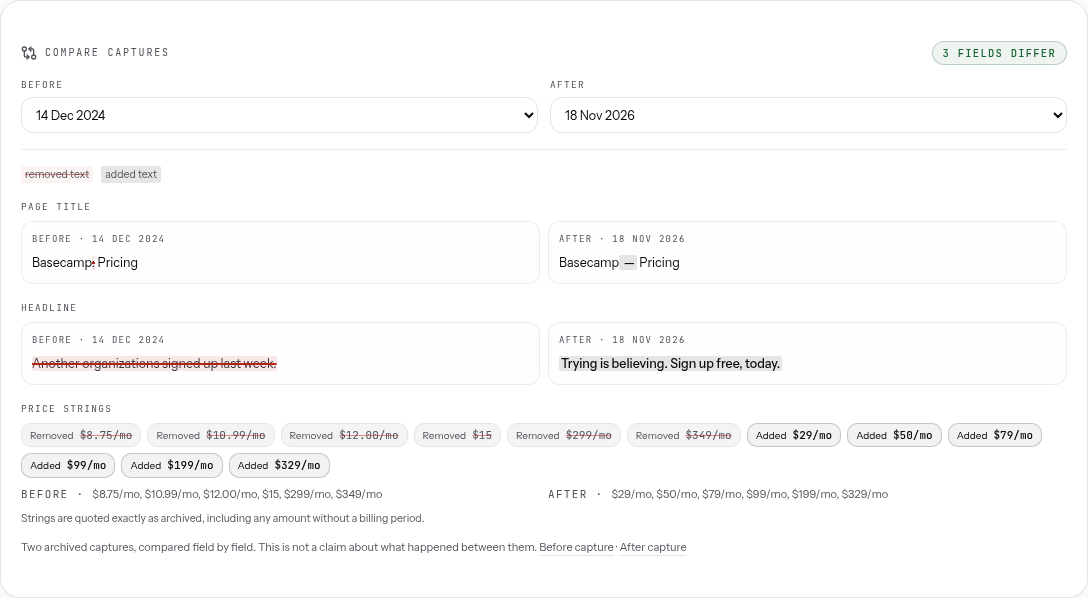 COMPARE CAPTURES
3 FIELDS DIFFER
BEFORE
AFTER
14 Dec 2024
18 Nov 2026
removed text added text
PAGE TITLE
BEFORE · 14 DEC 2024
Basecamp: Pricing
AFTER · 18 NOV 2026
Basecamp — Pricing
HEADLINE
BEFORE · 14 DEC 2024
Another organizations signed up last week.
AFTER · 18 NOV 2026
Trying is believing. Sign up free, today.
PRICE STRINGS
Removed $8.75/mo Removed $10.99/mo Removed $12.00/mo Removed $15 Removed $299/mo Removed $349/mo Added $29/mo Added $50/mo Added $79/mo
Added $99/mo Added $199/mo Added $329/mo
BEFORE · $8.75/mo, $10.99/mo, $12.00/mo, $15, $299/mo, $349/mo
AFTER · $29/mo, $50/mo, $79/mo, $99/mo, $199/mo, $329/mo
Strings are quoted exactly as archived, including any amount without a billing period.
Two archived captures, compared field by field. This is not a claim about what happened between them. Before capture · After capture